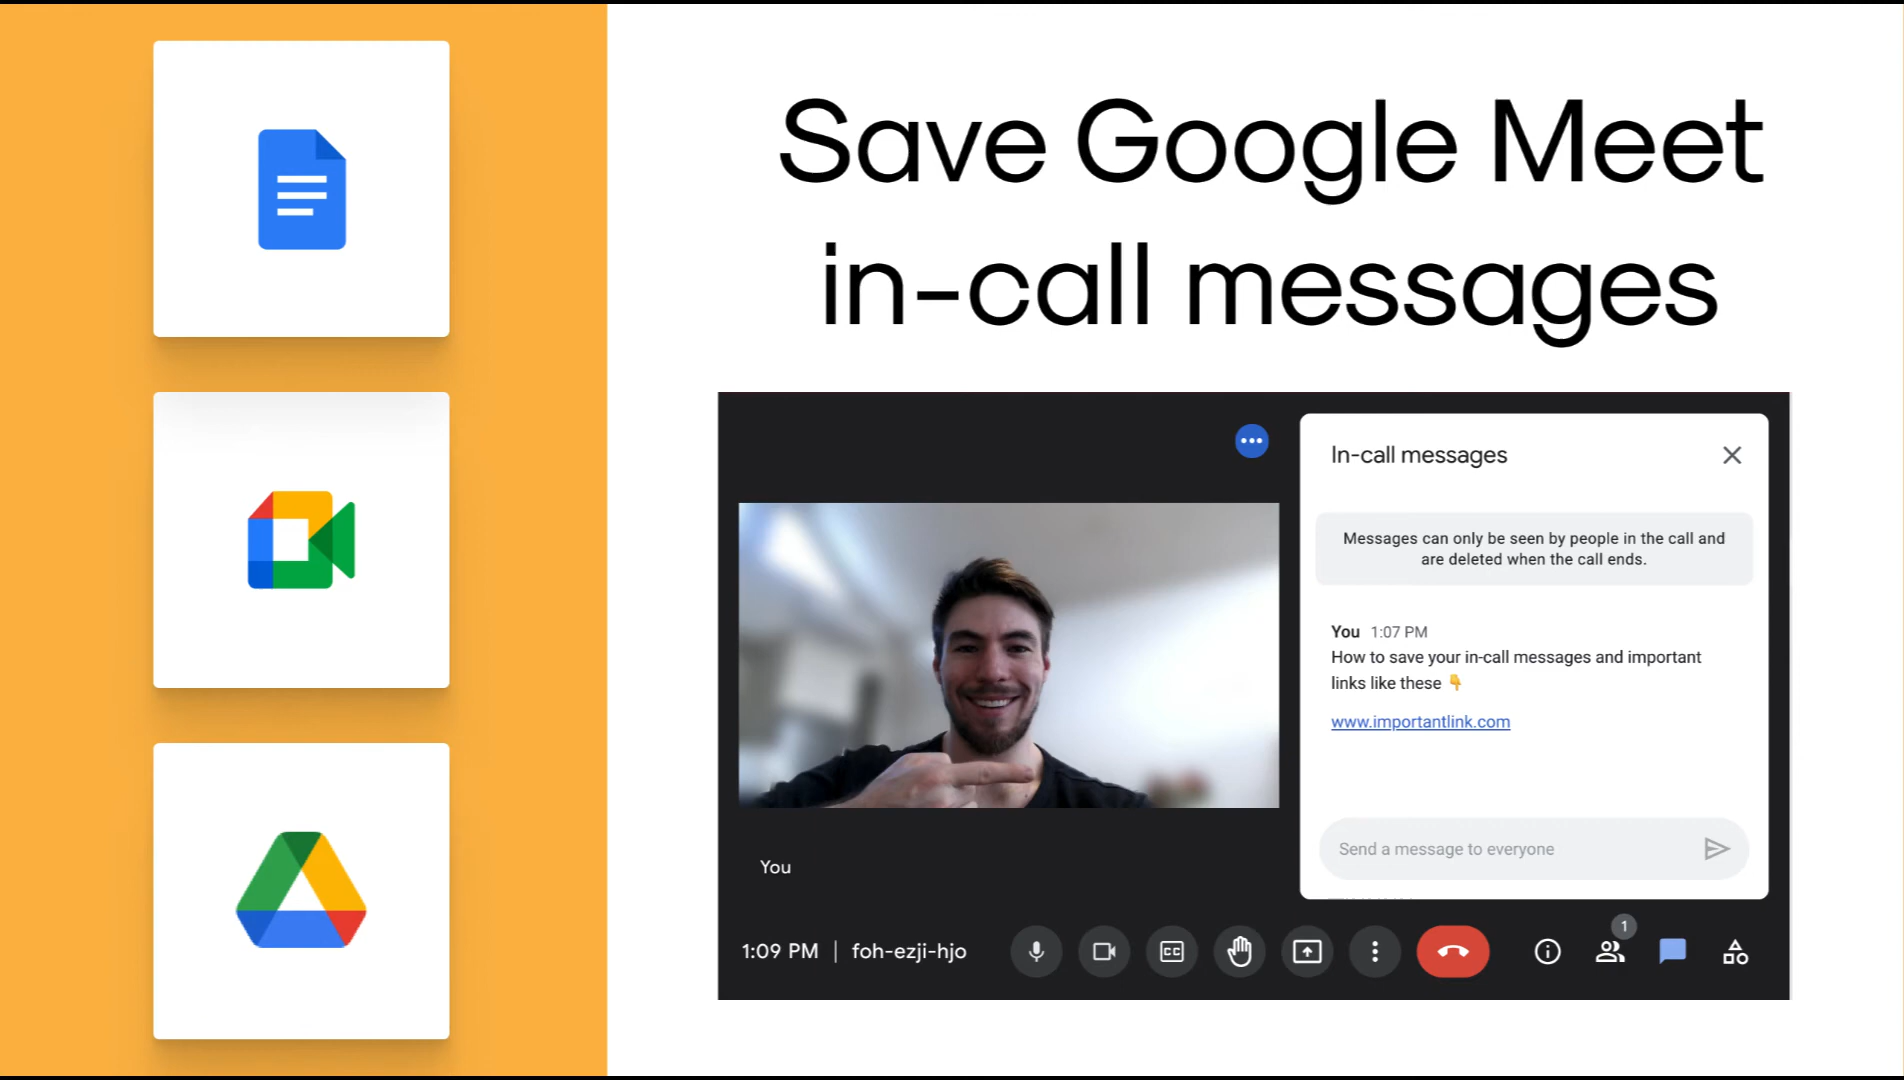 Save Google Meet
in-call messages
In-call messages
Messages can only be seen by people in the call and
are deleted when the call ends.
You 1:07 PM
How to save your in-call messages and important
links like these 👇
www.importantlink.com
Send a message to everyone
You
1:09 PM | foh-ezji-hjo
CC
1